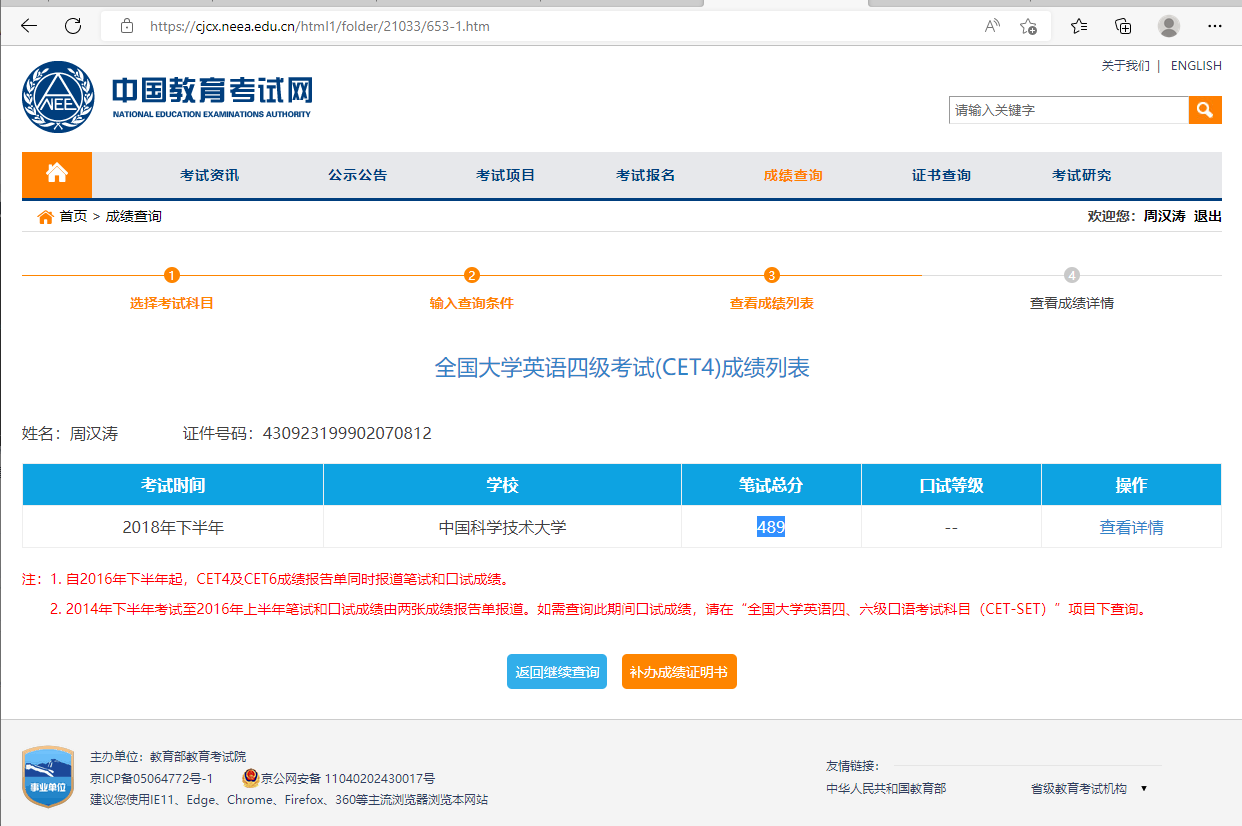 https://cjcx.neea.edu.cn/html1/folder/21033/653-1.htm
关于我们 | ENGLISH
NEE
中国教育考试网
NATIONAL EDUCATION EXAMINATIONS AUTHORITY
请输入关键字
考试资讯 公示公告 考试项目 考试报名 成绩查询 证书查询 考试研究
首页 > 成绩查询
欢迎您：周汉涛 退出
1 2 3 4
选择考试科目 输入查询条件 查看成绩列表 查看成绩详情
全国大学英语四级考试(CET4)成绩列表
姓名：周汉涛 证件号码：430923199902070812
考试时间 学校 笔试总分 口试等级 操作
2018年下半年 中国科学技术大学 489 -- 查看详情
注：1. 自2016年下半年起，CET4及CET6成绩报告单同时报道笔试和口试成绩。
2. 2014年下半年考试至2016年上半年笔试和口试成绩由两张成绩报告单报道。如需查询此期间口试成绩，请在“全国大学英语四、六级口语考试科目（CET-SET）”项目下查询。
返回继续查询 补办成绩证明书
事业单位
主办单位：教育部教育考试院
京ICP备05064772号-1 京公网安备 11040202430017号
建议您使用IE11、Edge、Chrome、Firefox、360等主流浏览器浏览本网站
友情链接：
中华人民共和国教育部 省级教育考试机构 ▼